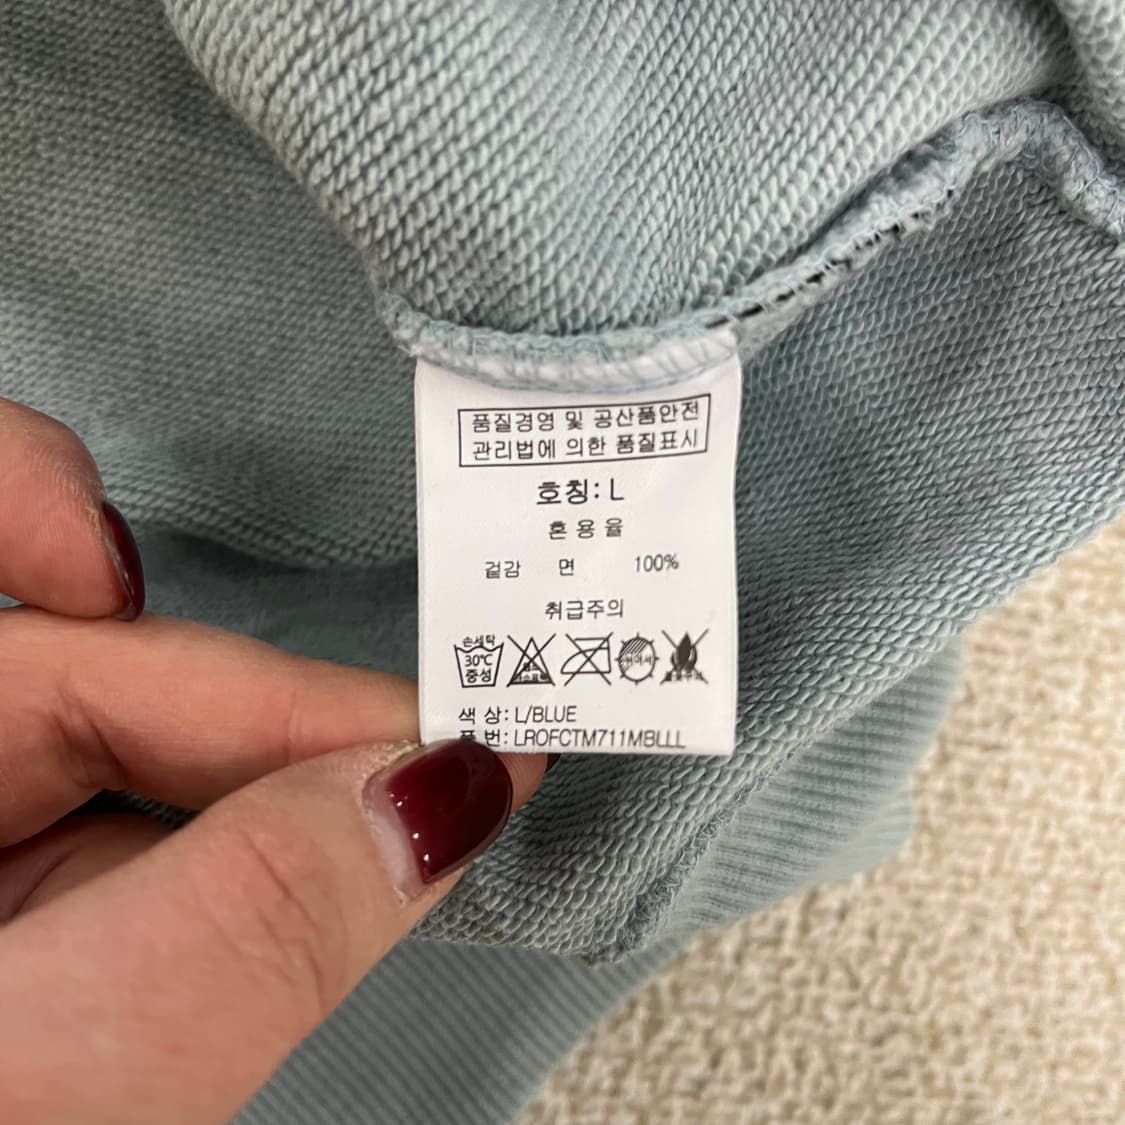 품질경영 및 공산품안전
관리법에 의한 품질표시
호칭: L
혼용율
겉감 면 100%
취급주의
손세탁
30℃
중성
색 상: L/BLUE
품 번: LROFCTM711MBLLL